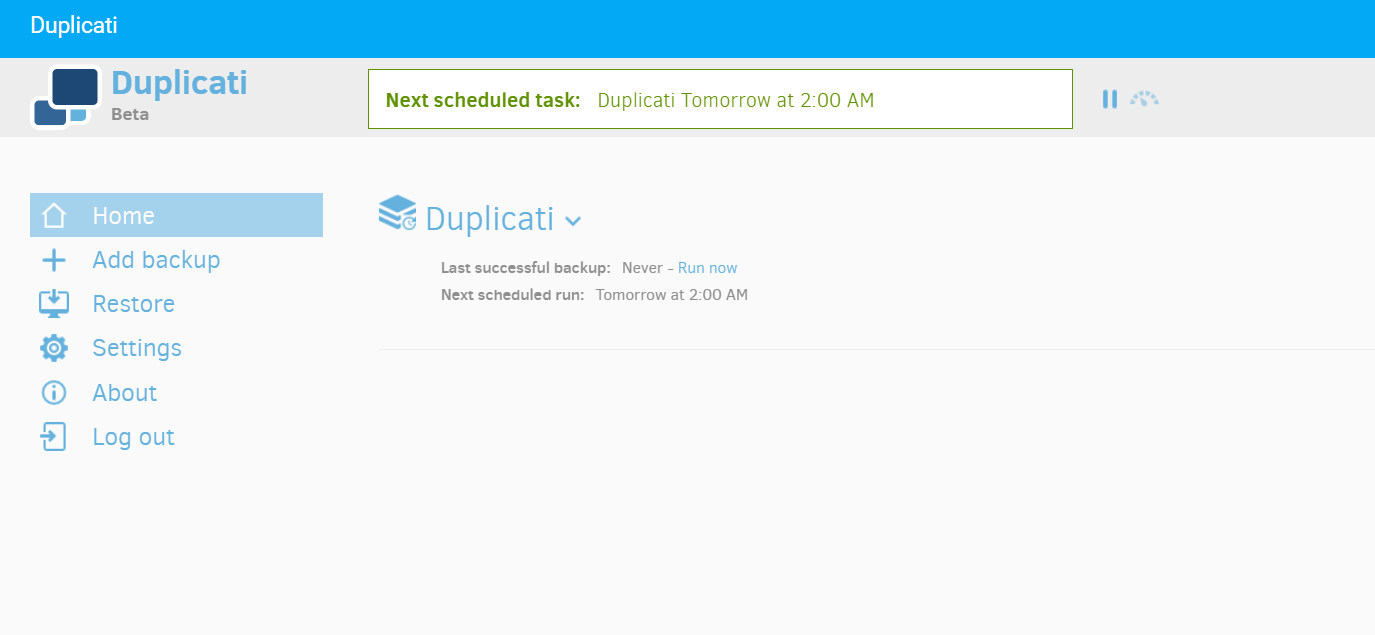 Duplicati
Duplicati
Beta
Next scheduled task: Duplicati Tomorrow at 2:00 AM
Home
Add backup
Restore
Settings
About
Log out
Duplicati
Last successful backup: Never - Run now
Next scheduled run: Tomorrow at 2:00 AM